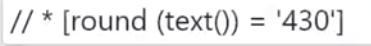 // * [round (text()) = '430']